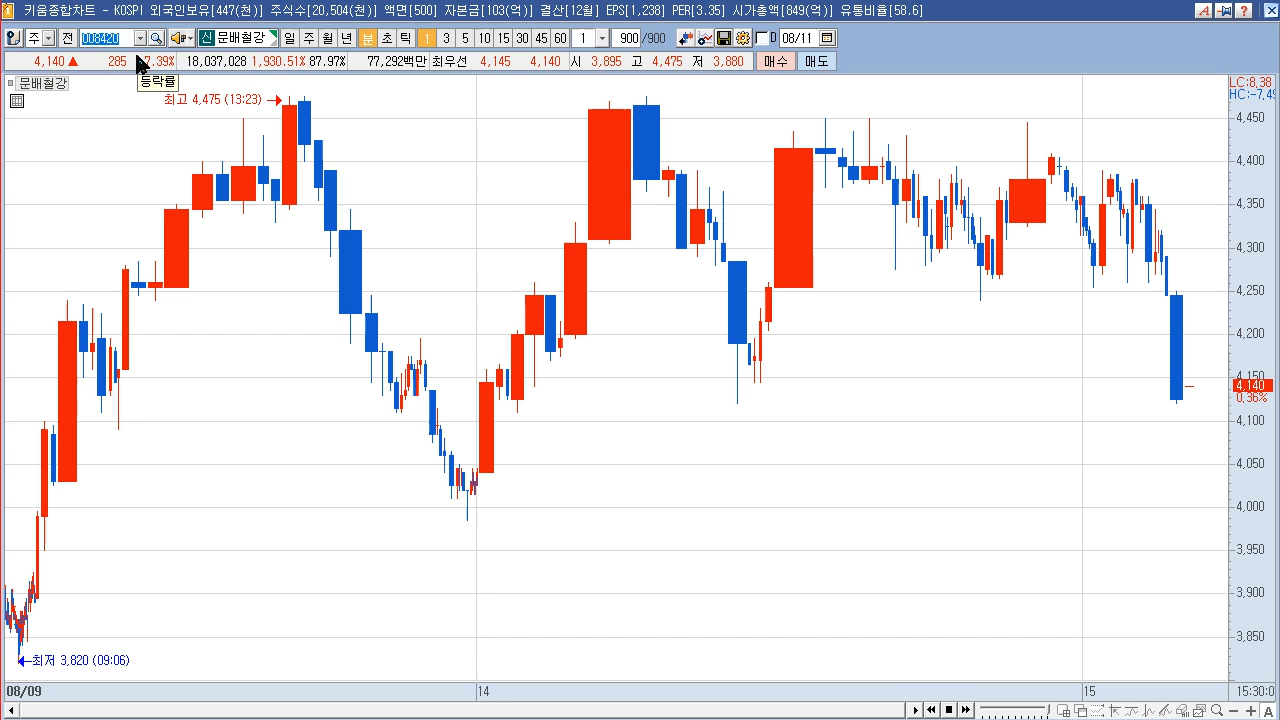 키움종합차트 - KOSPI 외국인보유[447(천)] 주식수[20,504(천)] 액면[500] 자본금[103(억)] 결산[12월] EPS[1,238] PER[3,35] 시가총액[849(억)] 유통비율[58.6]
주 전 008420 신 문배철강 일 주 월 년 분 초 틱 1 3 5 10 15 30 45 60 1 900 /900 D 1/11
4,140 ▲ 285 7.39% 18,037,028 1,930.51% 87.97% 77,292백만 최우선 4,145 4,140 시 3,895 고 4,475 저 3,860 매수 매도
등락률
문배철강
LC:8,38
HC:-7,49
최고 4,475 (13:23)
4,450
4,400
4,350
4,300
4,250
4,200
4,150
4,140
0,36%
4,100
4,050
4,000
3,950
3,900
3,850
최저 3,820 (09:06)
08/09 14 15 15:30:0
A